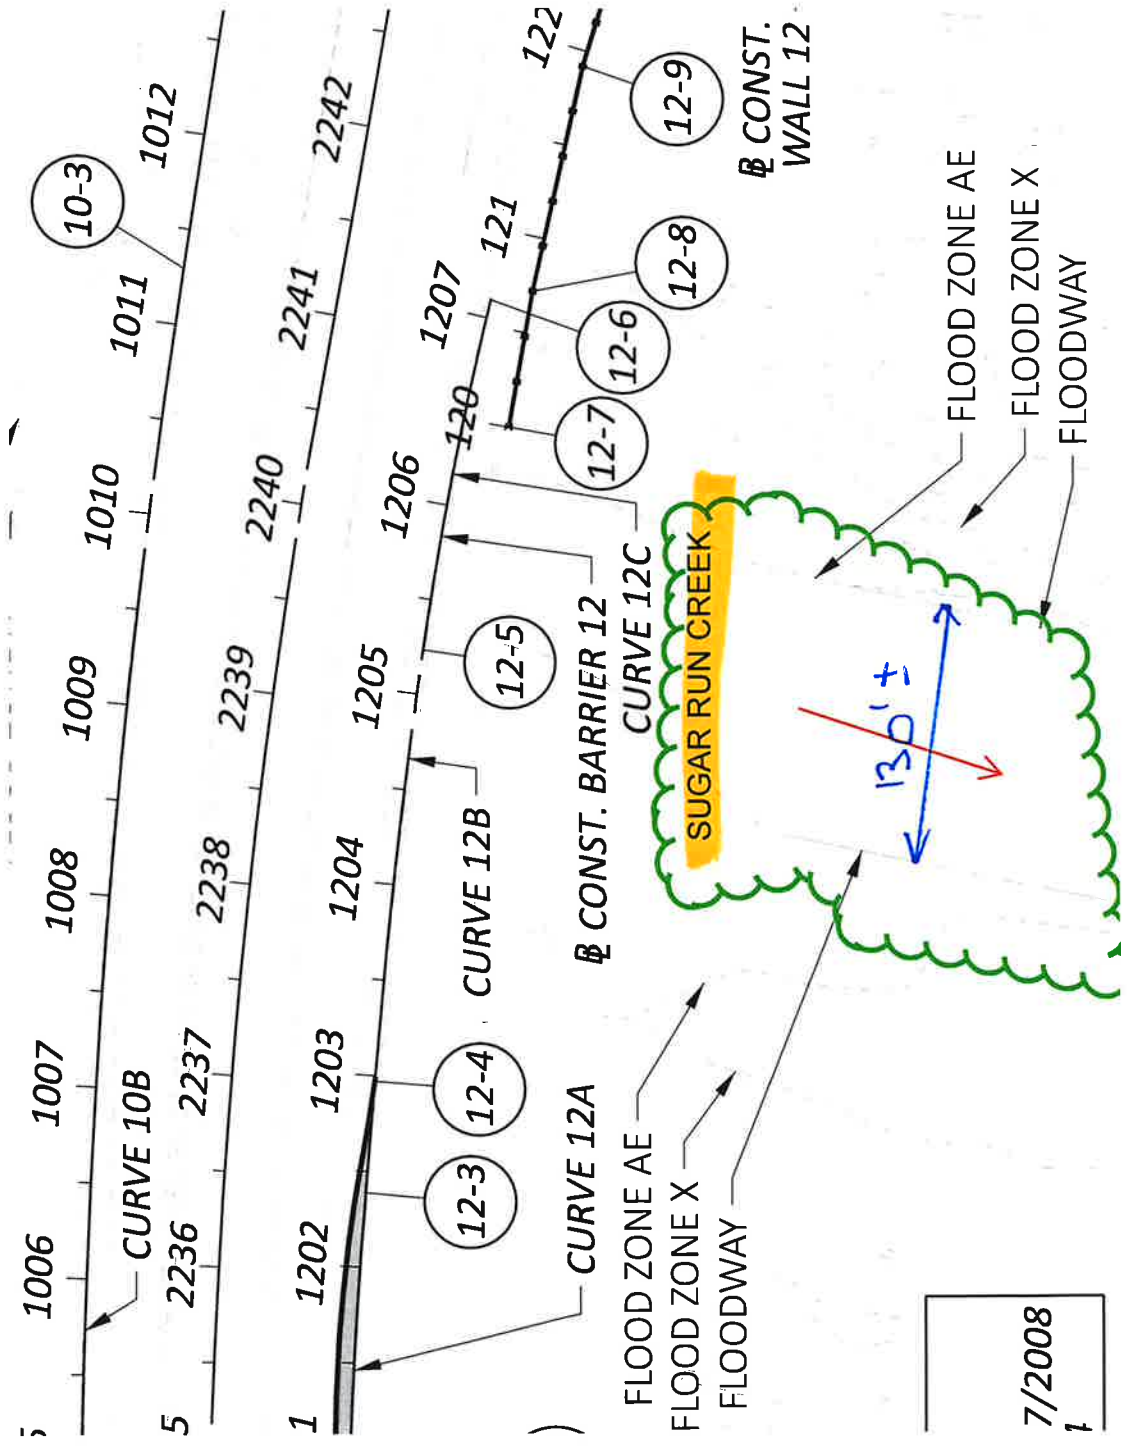 1006
1007
1008
1009
1010
1011
1012
10-3
CURVE 10B
5
2236
2237
2238
2239
2240
2241
2242
1
1202
1203
1204
1205
1206
1207
12-3
12-4
12-5
12-6
120
121
122
12-7
12-8
12-9
CURVE 12A
CURVE 12B
℄ CONST. BARRIER 12
CURVE 12C
℄ CONST.
WALL 12
SUGAR RUN CREEK
130'±
FLOOD ZONE AE
FLOOD ZONE X
FLOODWAY
FLOOD ZONE AE
FLOOD ZONE X
FLOODWAY
7/2008